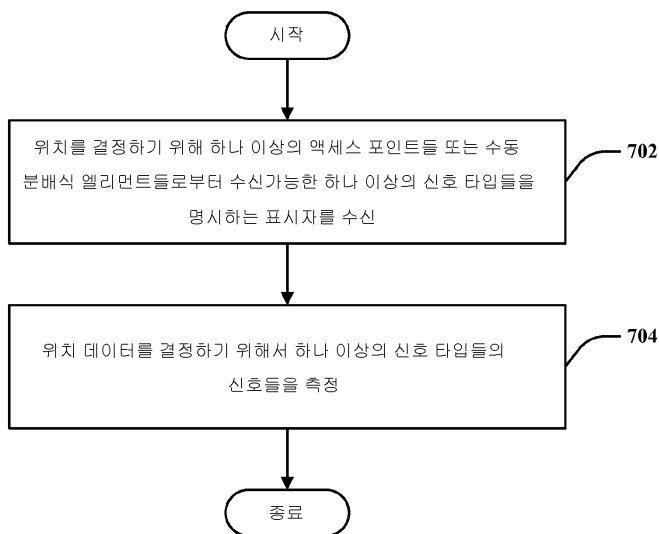 시작
위치를 결정하기 위해 하나 이상의 액세스 포인트들 또는 수동
분배식 엘리먼트들로부터 수신가능한 하나 이상의 신호 타입들을
명시하는 표시자를 수신
702
위치 데이터를 결정하기 위해서 하나 이상의 신호 타입들의
신호들을 측정
704
종료